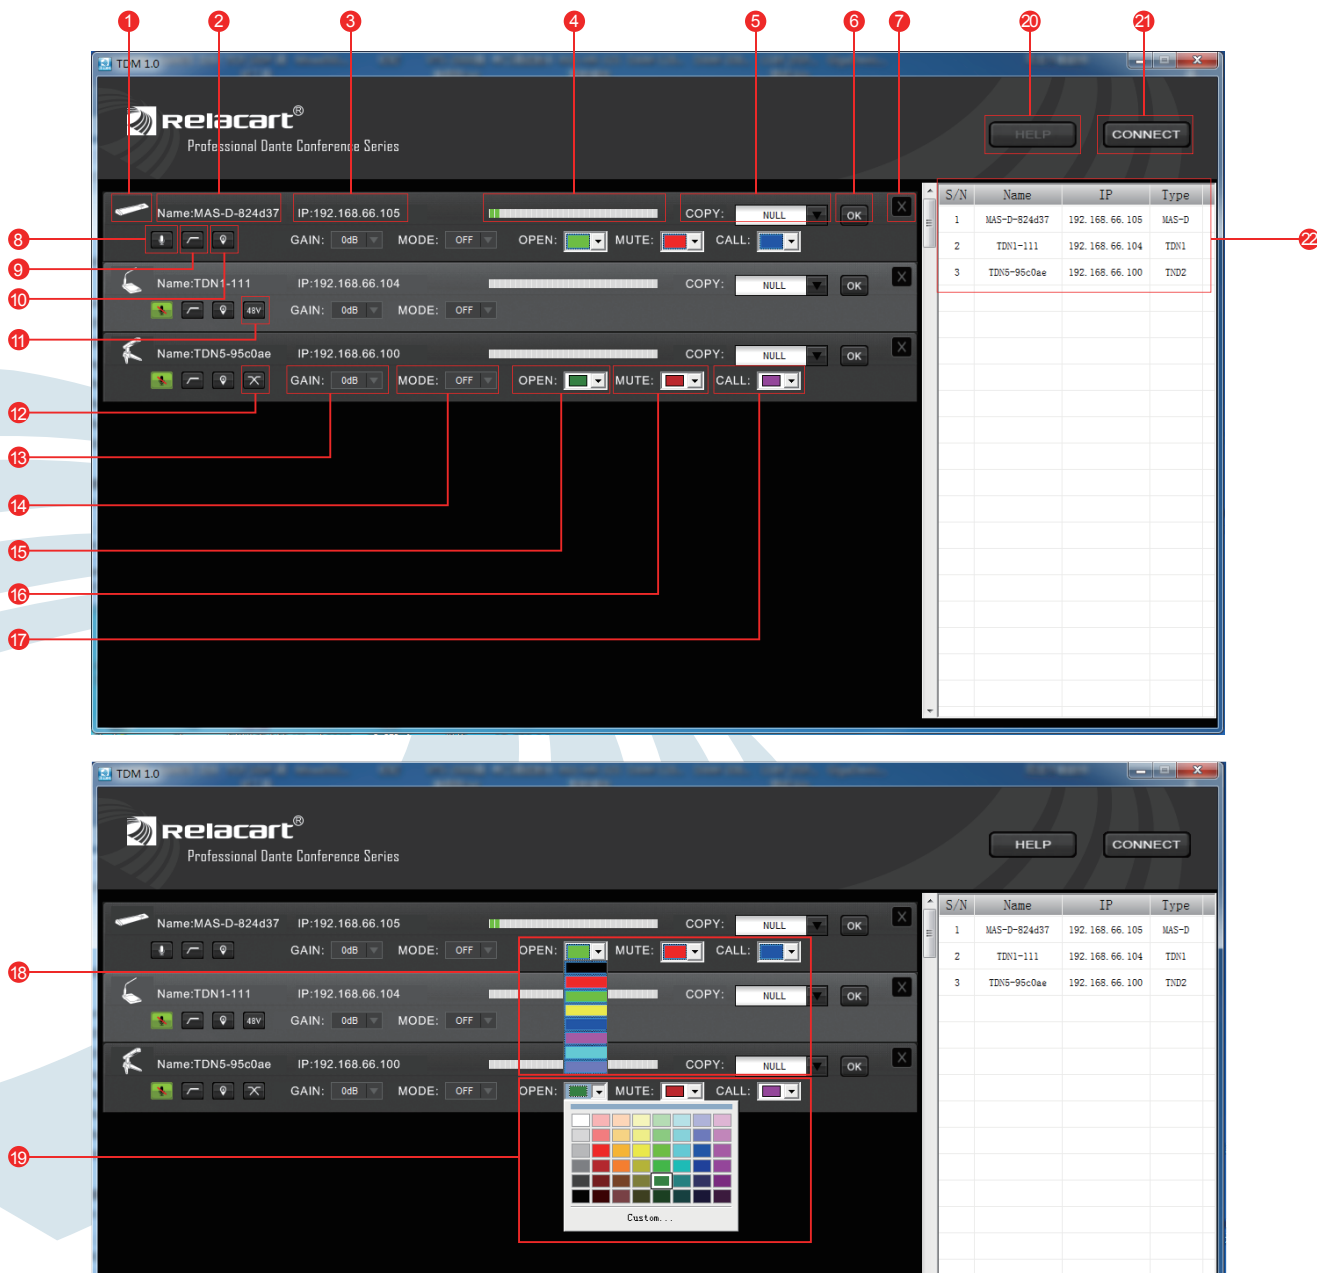 1 2 3 4 5 6 7 20 21
TDM 1.0
Relacart®
Professional Dante Conference Series
HELP CONNECT
Name:MAS-D-824d37 IP:192.168.66.105 COPY: NULL OK X
GAIN: 0dB MODE: OFF OPEN: MUTE: CALL:
Name:TDN1-111 IP:192.168.66.104 COPY: NULL OK X
48V GAIN: 0dB MODE: OFF
Name:TDN5-95c0ae IP:192.168.66.100 COPY: NULL OK X
GAIN: 0dB MODE: OFF OPEN: MUTE: CALL:
S/N Name IP Type
1 MAS-D-824d37 192.168.66.105 MAS-D
2 TDN1-111 192.168.66.104 TDN1
3 TDN5-95c0ae 192.168.66.100 TND2
22
8
9
10
11
12
13
14
15
16
17
TDM 1.0
Relacart®
Professional Dante Conference Series
HELP CONNECT
Name:MAS-D-824d37 IP:192.168.66.105 COPY: NULL OK X
GAIN: 0dB MODE: OFF OPEN: MUTE: CALL:
Name:TDN1-111 IP:192.168.66.104 COPY: NULL OK X
48V GAIN: 0dB MODE: OFF
Name:TDN5-95c0ae IP:192.168.66.100 COPY: NULL OK X
GAIN: 0dB MODE: OFF OPEN: MUTE: CALL:
Custom...
S/N Name IP Type
1 MAS-D-824d37 192.168.66.105 MAS-D
2 TDN1-111 192.168.66.104 TDN1
3 TDN5-95c0ae 192.168.66.100 TND2
18
19